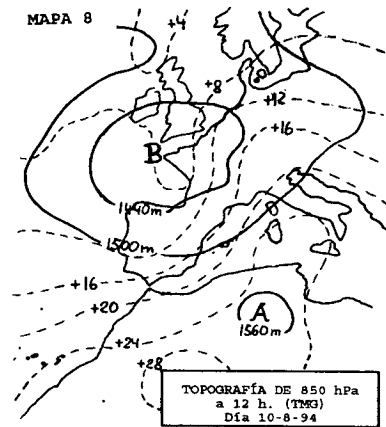 MAPA 8
+4
+8
+12
+16
B
1440m
1500m
+16
+20
A
1560m
+24
+28
TOPOGRAFÍA DE 850 hPa
a 12 h. (TMG)
Día 10-8-94